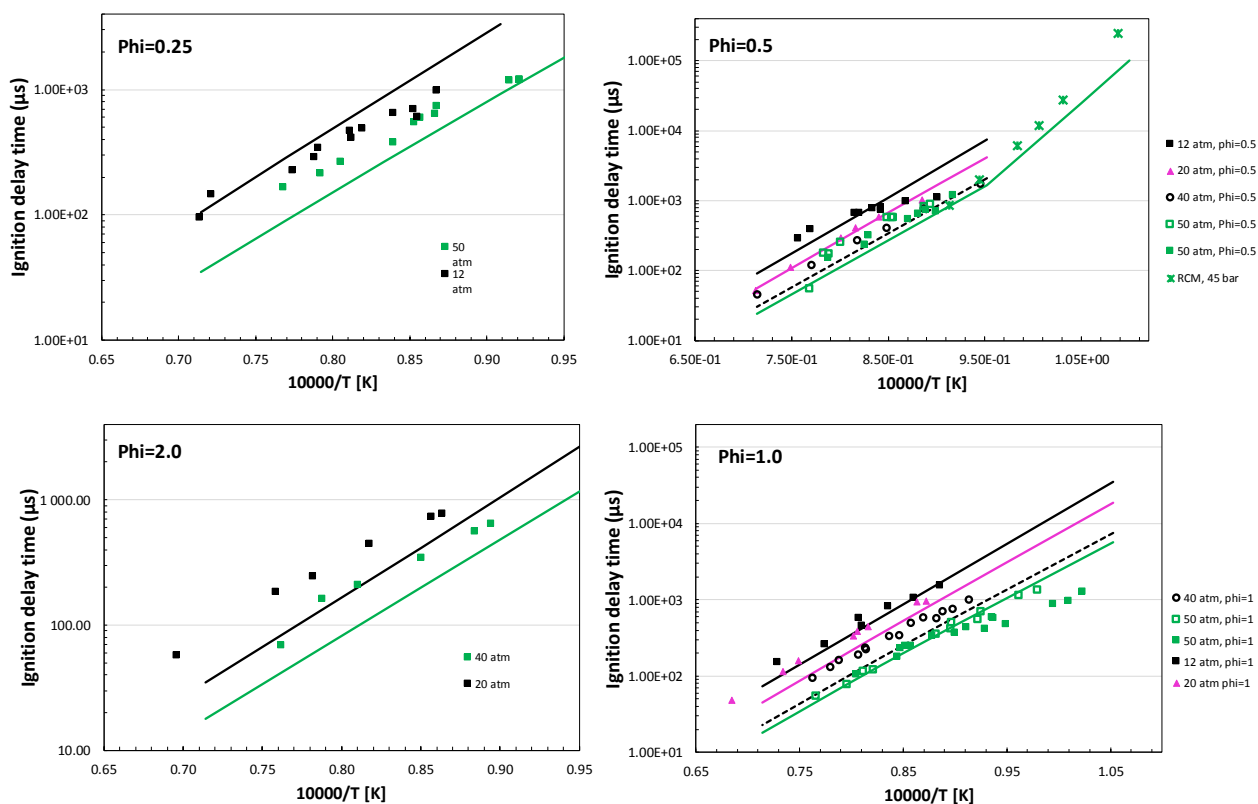 Phi=0.25
Ignition delay time (µs)
1.00E+03
1.00E+02
1.00E+01
0.65
0.70
0.75
0.80
0.85
0.90
0.95
10000/T [K]
50
atm
12
atm
Phi=0.5
Ignition delay time (µs)
1.00E+05
1.00E+04
1.00E+03
1.00E+02
1.00E+01
6.50E-01
7.50E-01
8.50E-01
9.50E-01
1.05E+00
10000/T [K]
12 atm, phi=0.5
20 atm, phi=0.5
40 atm, Phi=0.5
50 atm, Phi=0.5
50 atm, Phi=0.5
RCM, 45 bar
Phi=2.0
Ignition delay time (µs)
1 000.00
100.00
10.00
0.65
0.70
0.75
0.80
0.85
0.90
0.95
10000/T [K]
40 atm
20 atm
Phi=1.0
Ignition delay time (µs)
1.00E+05
1.00E+04
1.00E+03
1.00E+02
1.00E+01
0.65
0.75
0.85
0.95
1.05
10000/T [K]
40 atm, phi=1
50 atm, phi=1
50 atm, phi=1
12 atm, phi=1
20 atm phi=1